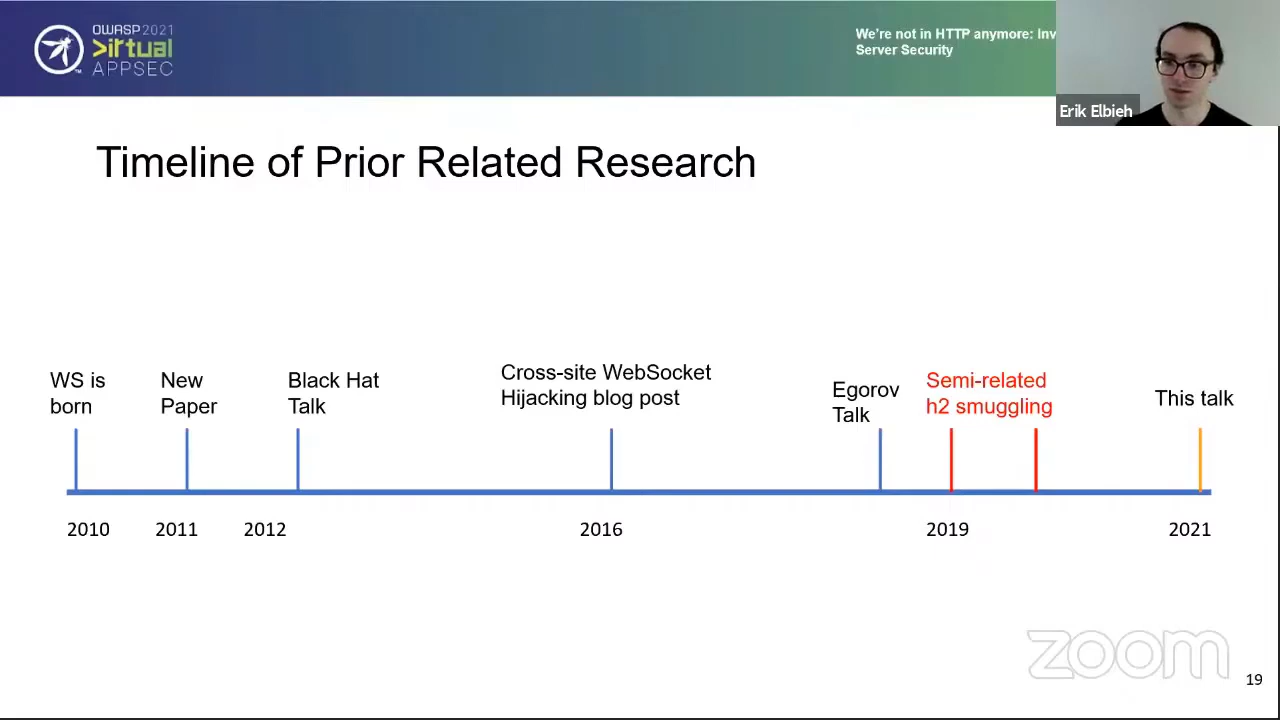 OWASP 2021
Virtual
APPSEC
We're not in HTTP anymore: Inv
Server Security
Erik Elbieh
Timeline of Prior Related Research
WS is
born
New
Paper
Black Hat
Talk
Cross-site WebSocket
Hijacking blog post
Egorov
Talk
Semi-related
h2 smuggling
This talk
2010
2011
2012
2016
2019
2021
zoom
19